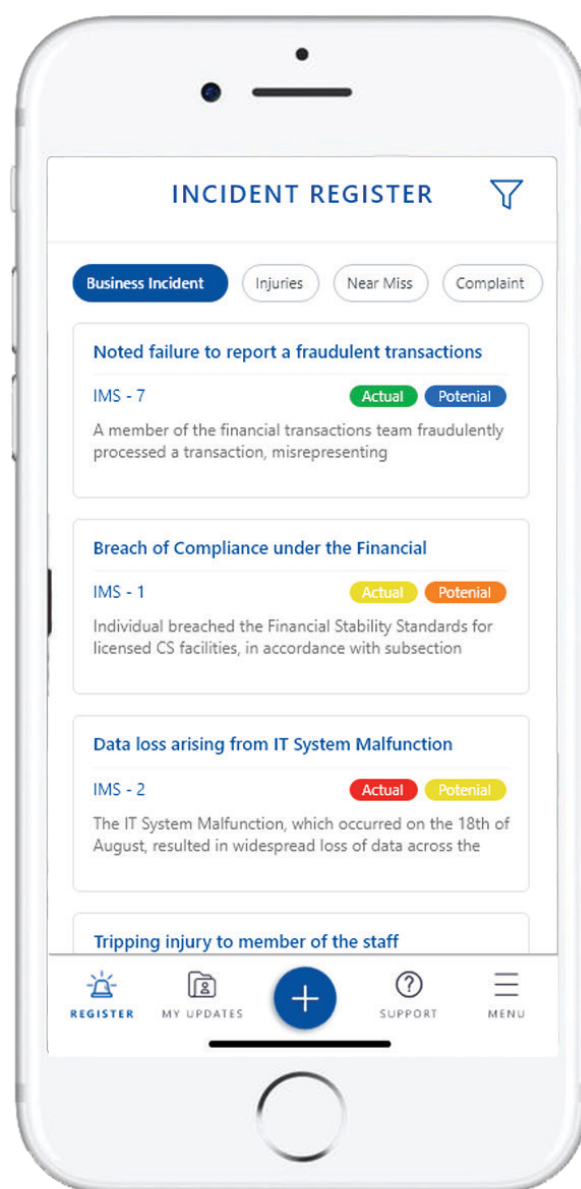 INCIDENT REGISTER
Business Incident Injuries Near Miss Complaint
Noted failure to report a fraudulent transactions
IMS - 7 Actual Potenial
A member of the financial transactions team fraudulently
processed a transaction, misrepresenting
Breach of Compliance under the Financial
IMS - 1 Actual Potenial
Individual breached the Financial Stability Standards for
licensed CS facilities, in accordance with subsection
Data loss arising from IT System Malfunction
IMS - 2 Actual Potenial
The IT System Malfunction, which occurred on the 18th of
August, resulted in widespread loss of data across the
Tripping injury to member of the staff
REGISTER MY UPDATES SUPPORT MENU